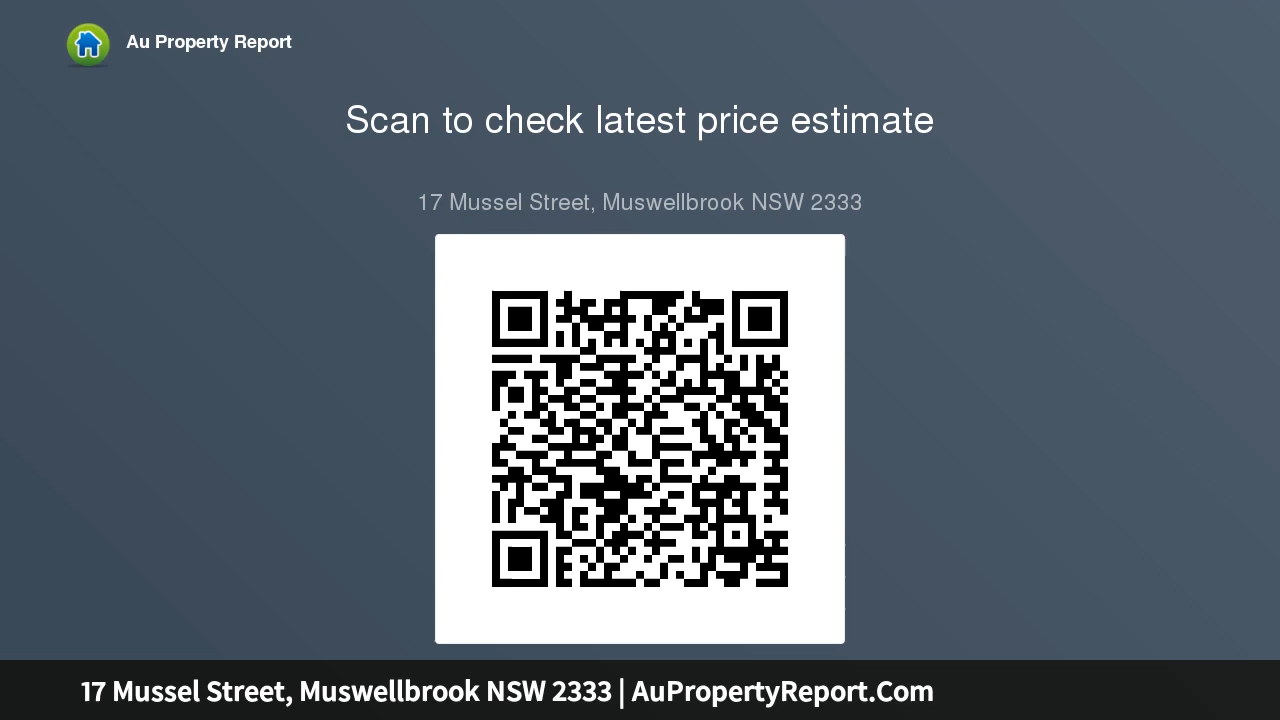 Au Property Report
Scan to check latest price estimate
17 Mussel Street, Muswellbrook NSW 2333
17 Mussel Street, Muswellbrook NSW 2333 | AuPropertyReport.Com